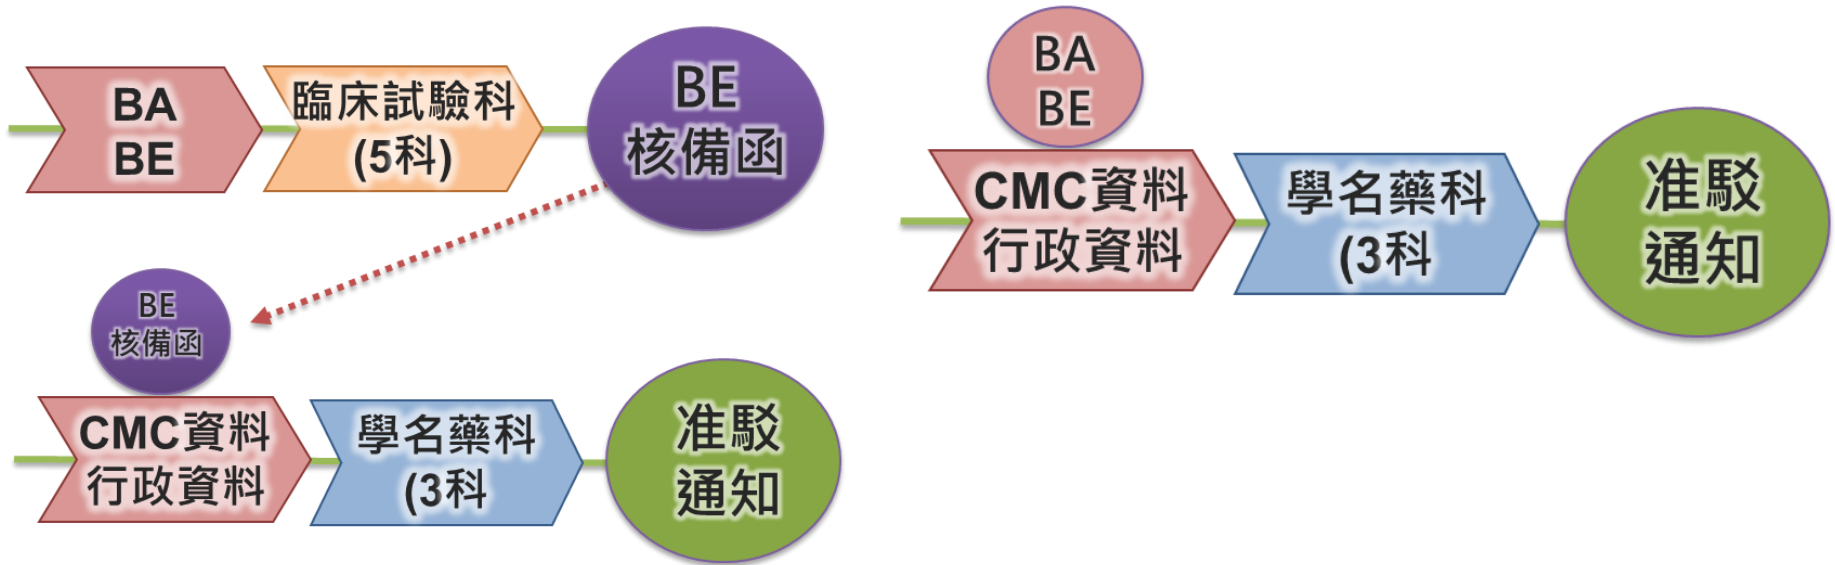 BA
BE
臨床試驗科
(5科)
BE
核備函
BE
核備函
CMC資料
行政資料
學名藥科
(3科
准駁
通知
BA
BE
CMC資料
行政資料
學名藥科
(3科
准駁
通知